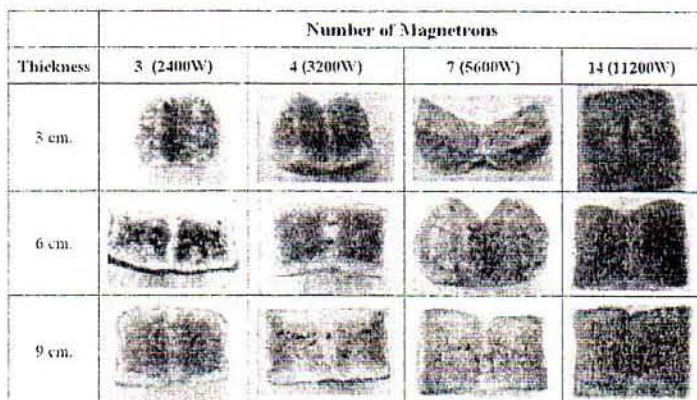 Number of Magnetrons
Thickness 3 (2400W) 4 (3200W) 7 (5600W) 14 (11200W)
3 cm.
6 cm.
9 cm.